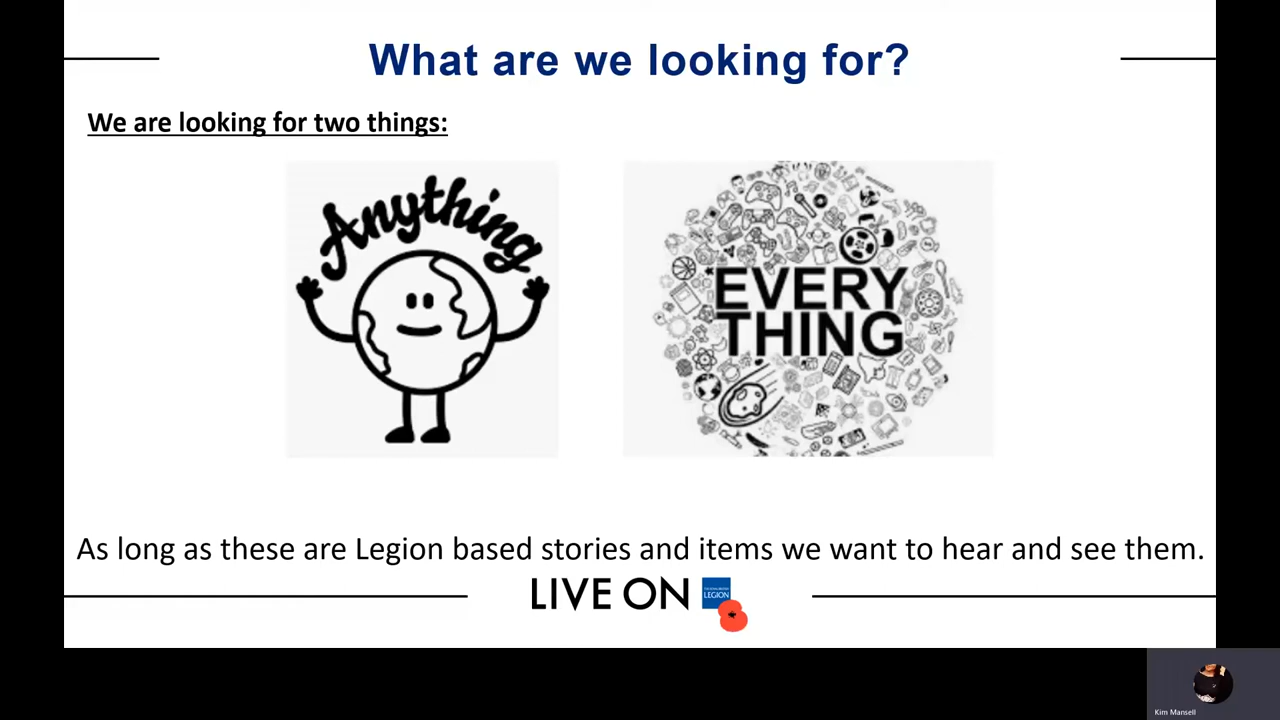 What are we looking for?
We are looking for two things:
Anything
EVERY
THING
As long as these are Legion based stories and items we want to hear and see them.
LIVE ON
LEGION
Kim Mansell